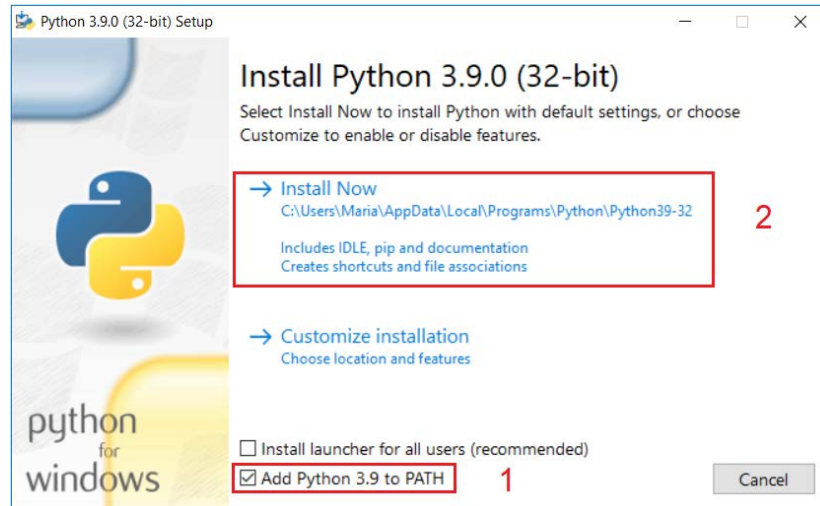 Python 3.9.0 (32-bit) Setup
Install Python 3.9.0 (32-bit)
Select Install Now to install Python with default settings, or choose
Customize to enable or disable features.
Install Now
C:\Users\Maria\AppData\Local\Programs\Python\Python39-32
2
Includes IDLE, pip and documentation
Creates shortcuts and file associations
Customize installation
Choose location and features
python
for
windows
Install launcher for all users (recommended)
Add Python 3.9 to PATH
1
Cancel